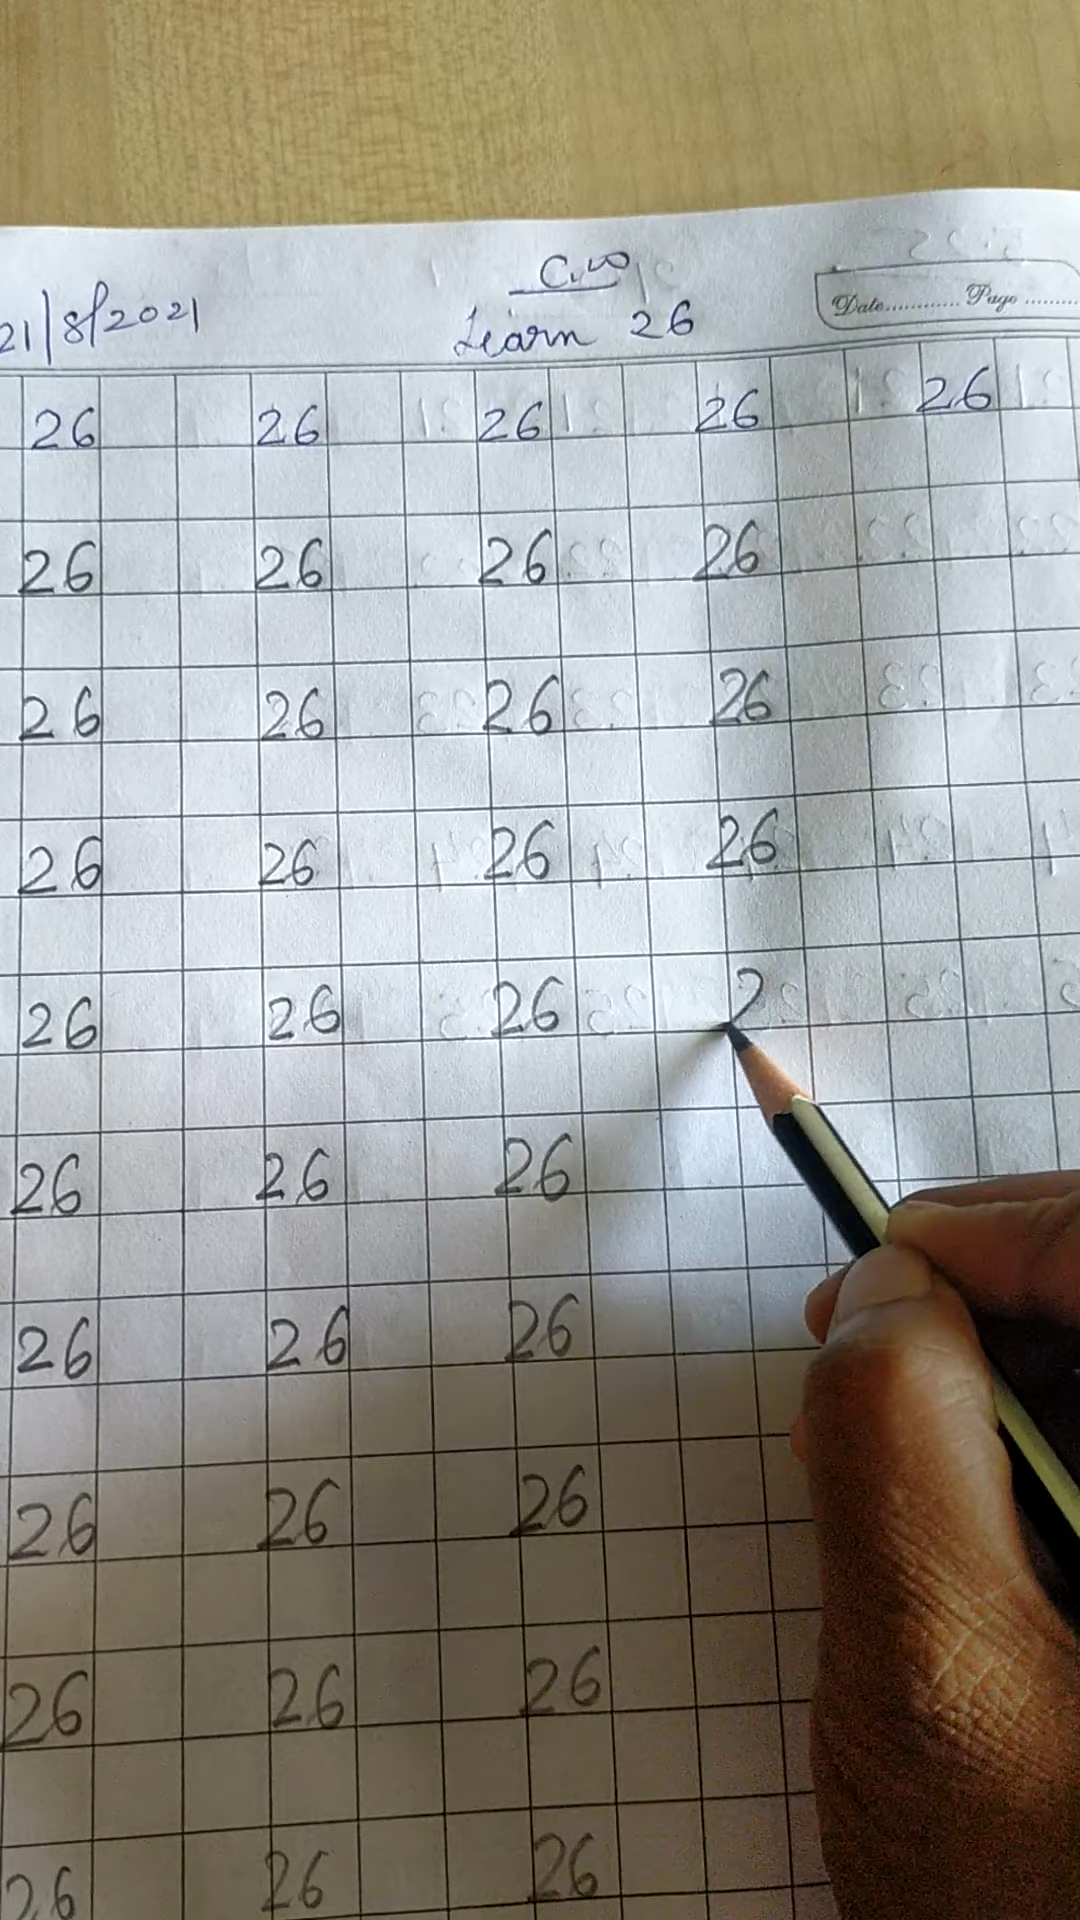 C.W
21/8/2021
Learn 26
Date............ Page .........
26 26 26 26 26
26 26 26 26
26 26 26 26
26 26 26 26
26 26 26 2
26 26 26
26 26 26
26 26 26
26 26 26
26 26 26